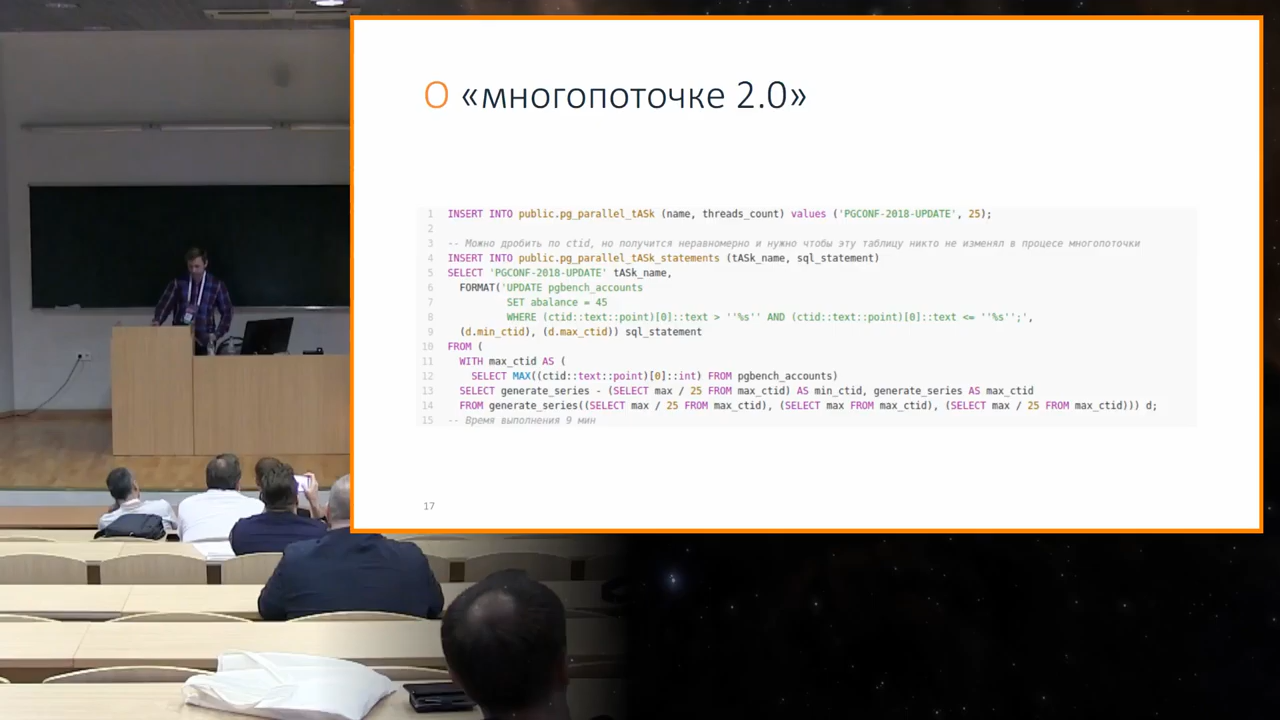 О «многопоточке 2.0»
1 INSERT INTO public.pg_parallel_tASk (name, threads_count) values ('PGCONF-2018-UPDATE', 25);
2
3 -- Можно дробить по ctid, но получится неравномерно и нужно чтобы эту таблицу никто не изменял в процесе многопоточки
4 INSERT INTO public.pg_parallel_tASk_statements (tASk_name, sql_statement)
5 SELECT 'PGCONF-2018-UPDATE' tASk_name,
6 FORMAT('UPDATE pgbench_accounts
7 SET abalance = 45
8 WHERE (ctid::text::point)[0]::text > ''%s'' AND (ctid::text::point)[0]::text <= ''%s'';',
9 (d.min_ctid), (d.max_ctid)) sql_statement
10 FROM (
11 WITH max_ctid AS (
12 SELECT MAX((ctid::text::point)[0]::int) FROM pgbench_accounts)
13 SELECT generate_series - (SELECT max / 25 FROM max_ctid) AS min_ctid, generate_series AS max_ctid
14 FROM generate_series((SELECT max / 25 FROM max_ctid), (SELECT max FROM max_ctid), (SELECT max / 25 FROM max_ctid))) d;
15 -- Время выполнения 9 мин
17